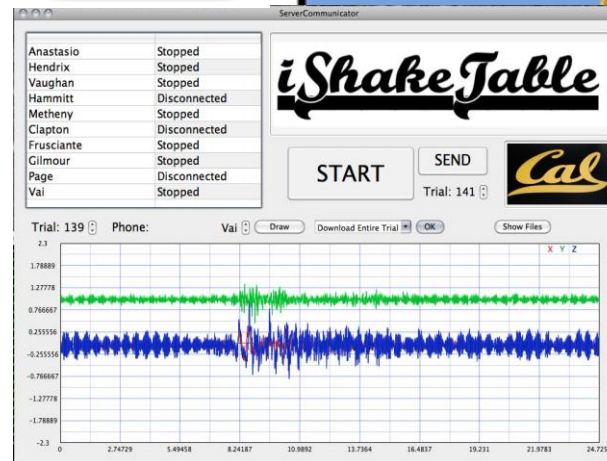 ServerCommunicator
Anastasio Stopped
Hendrix Stopped
Vaughan Stopped
Hammitt Disconnected
Metheny Stopped
Clapton Disconnected
Frusciante Stopped
Gilmour Stopped
Page Disconnected
Vai Stopped
iShakeTable
START
SEND
Trial: 141
Cal
Trial: 139 Phone: Vai Draw Download Entire Trial OK Show Files
X Y Z
2.3
1.78889
1.27778
0.766667
0.255556
-0.255556
-0.766667
-1.27778
-1.78889
-2.3
0 2.74729 5.49458 8.24187 10.9892 13.7364 16.4837 19.231 21.9783 24.725